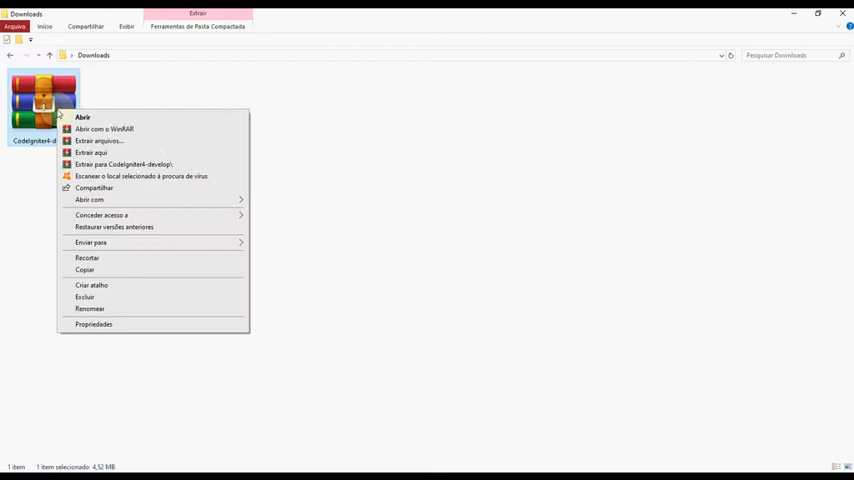 Downloads
Extrair
Arquivo Início Compartilhar Exibir Ferramentas de Pasta Compactada
Downloads
Pesquisar Downloads
CodeIgniter4-d
Abrir
Abrir com o WinRAR
Extrair arquivos...
Extrair aqui
Extrair para CodeIgniter4-develop\
Escanear o local selecionado à procura de vírus
Compartilhar
Abrir com
Conceder acesso a
Restaurar versões anteriores
Enviar para
Recortar
Copiar
Criar atalho
Excluir
Renomear
Propriedades
1 item 1 item selecionado 4,52 MB